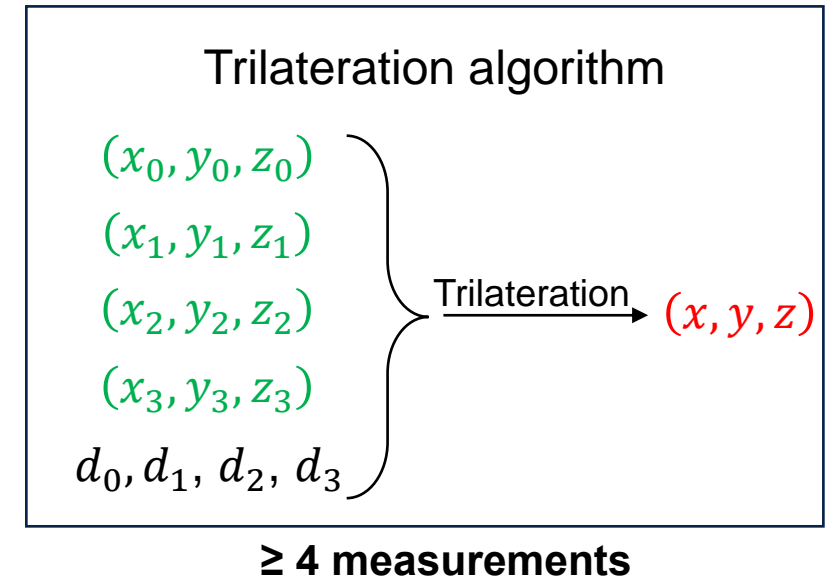 Trilateration algorithm
(x₀, y₀, z₀)
(x₁, y₁, z₁)
(x₂, y₂, z₂)
(x₃, y₃, z₃)
d₀, d₁, d₂, d₃
Trilateration
(x, y, z)
≥ 4 measurements